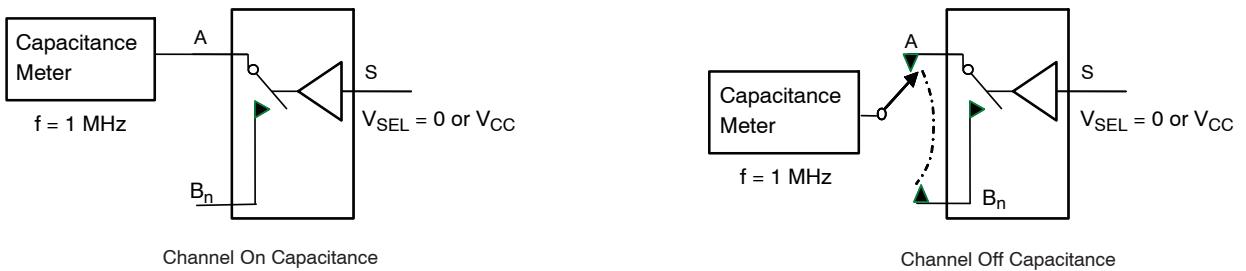 Capacitance
Meter
f = 1 MHz
A
S
V_SEL = 0 or V_CC
B_n
Channel On Capacitance
Capacitance
Meter
f = 1 MHz
A
S
V_SEL = 0 or V_CC
B_n
Channel Off Capacitance